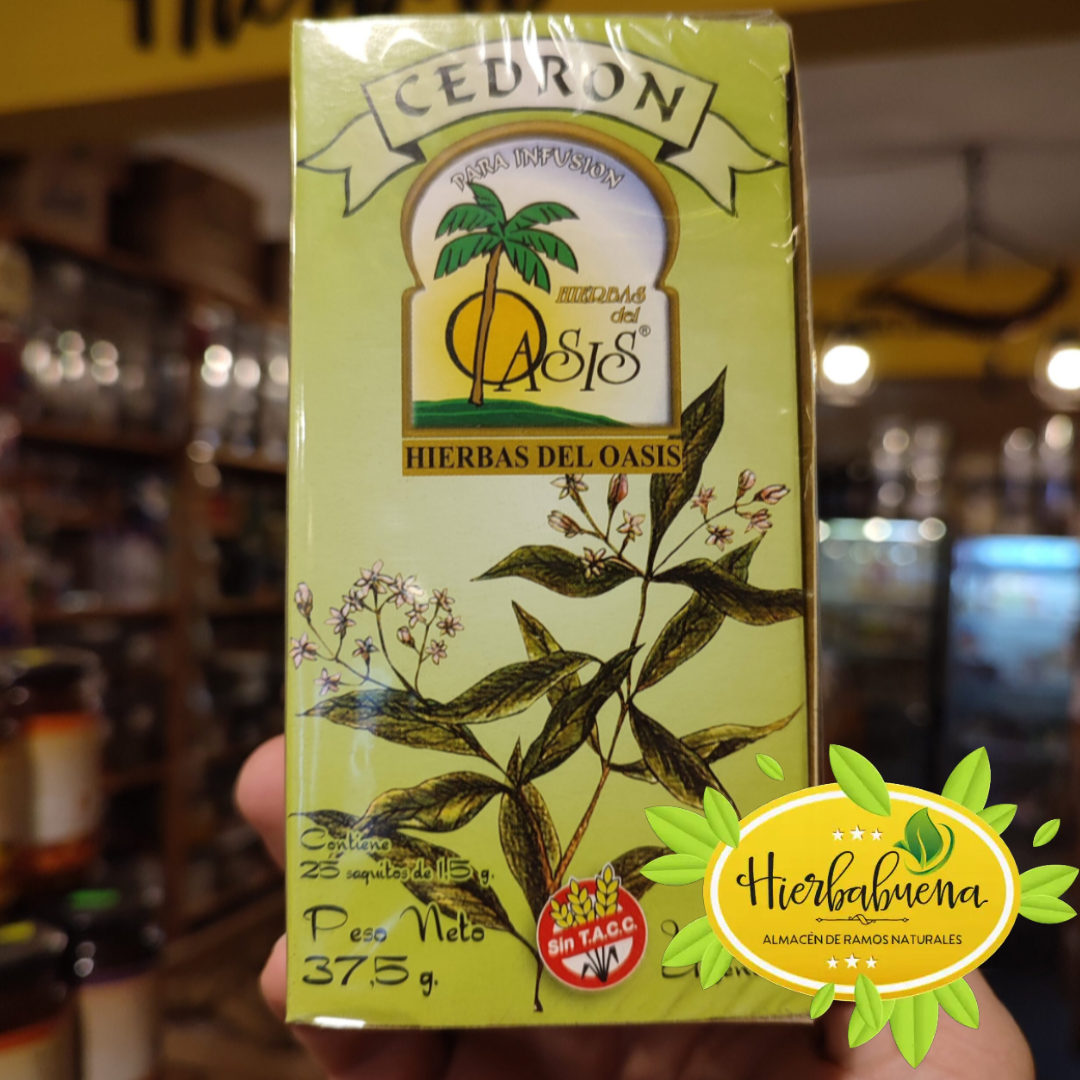 CEDRON
PARA INFUSION
HIERBAS
del
OASIS®
HIERBAS DEL OASIS
Contiene
25 saquitos de 1.5 g.
Peso Neto
37,5 g.
Sin T.A.C.C.
Hierbabuena
ALMACÉN DE RAMOS NATURALES